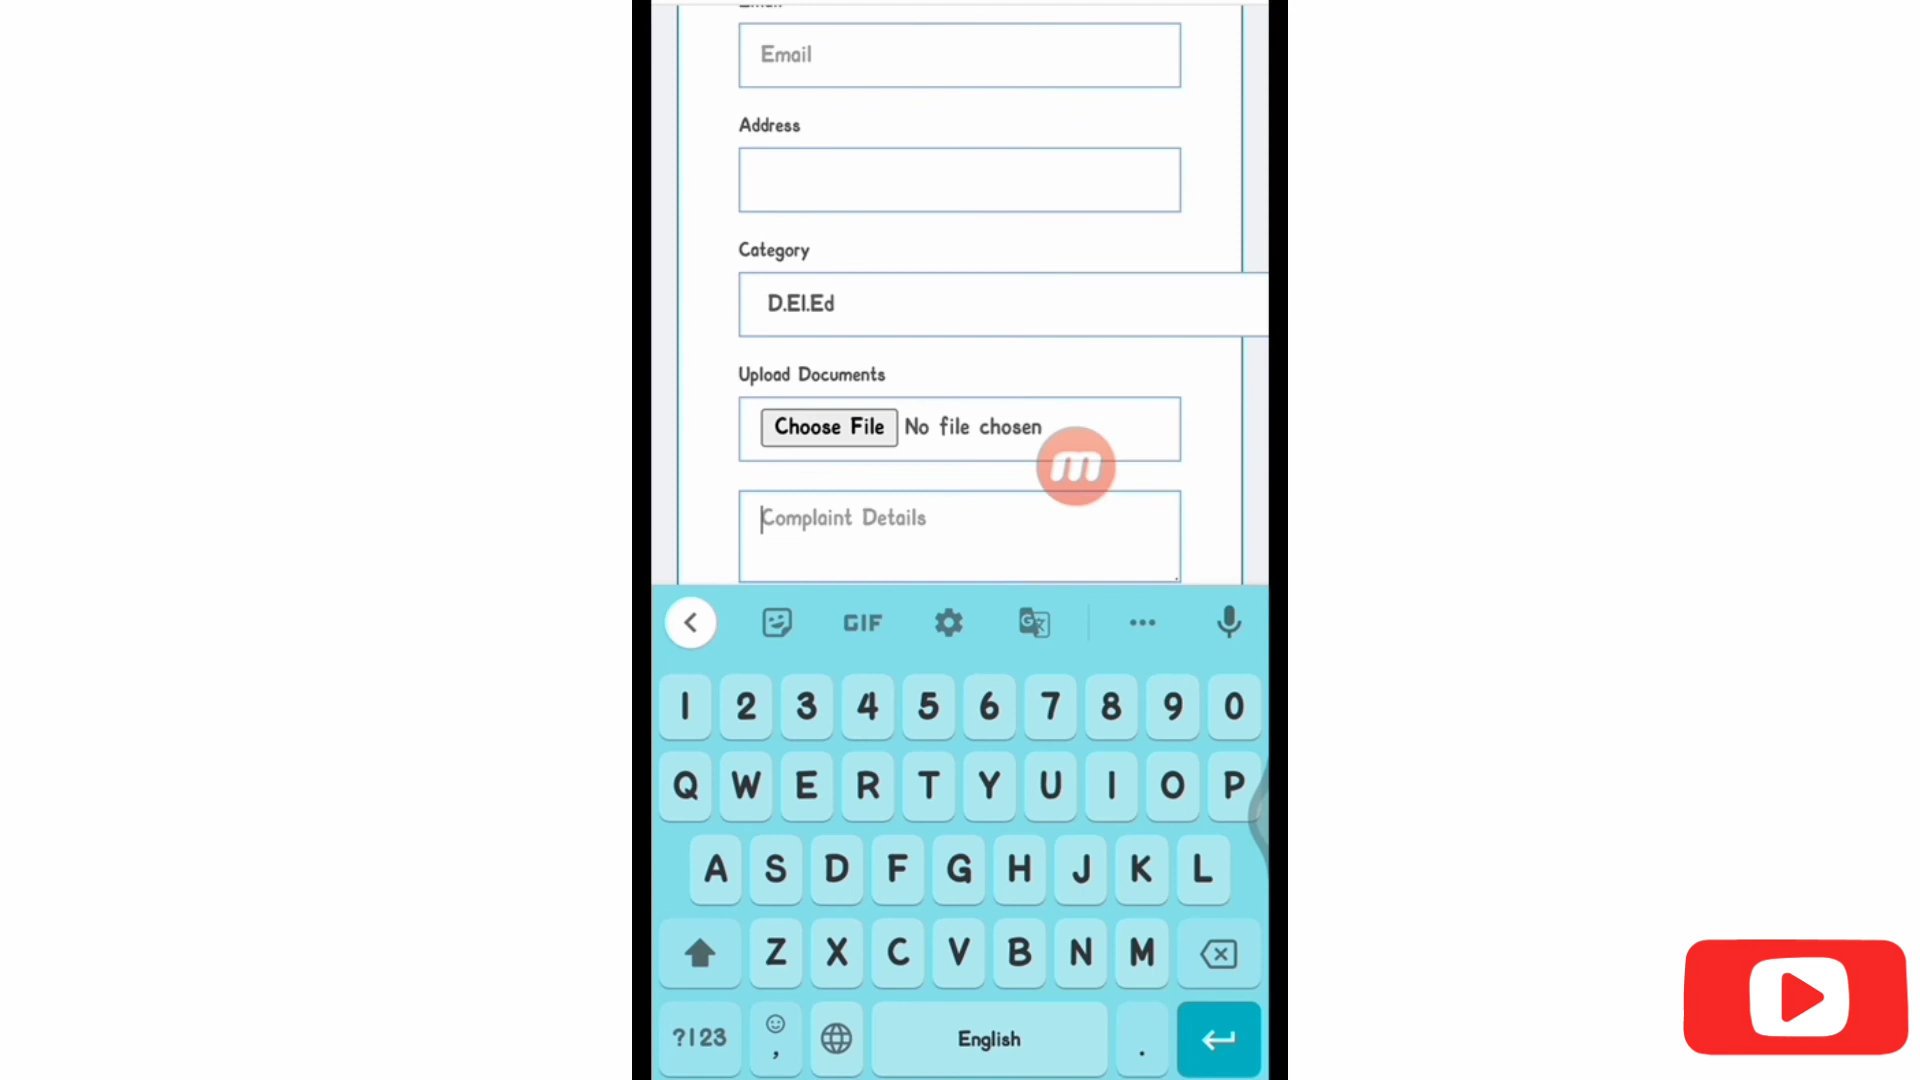 Email
Email
Address
Category
D.El.Ed
Upload Documents
Choose File No file chosen
Complaint Details
GIF
1 2 3 4 5 6 7 8 9 0
Q W E R T Y U I O P
A S D F G H J K L
Z X C V B N M
?123 , English .